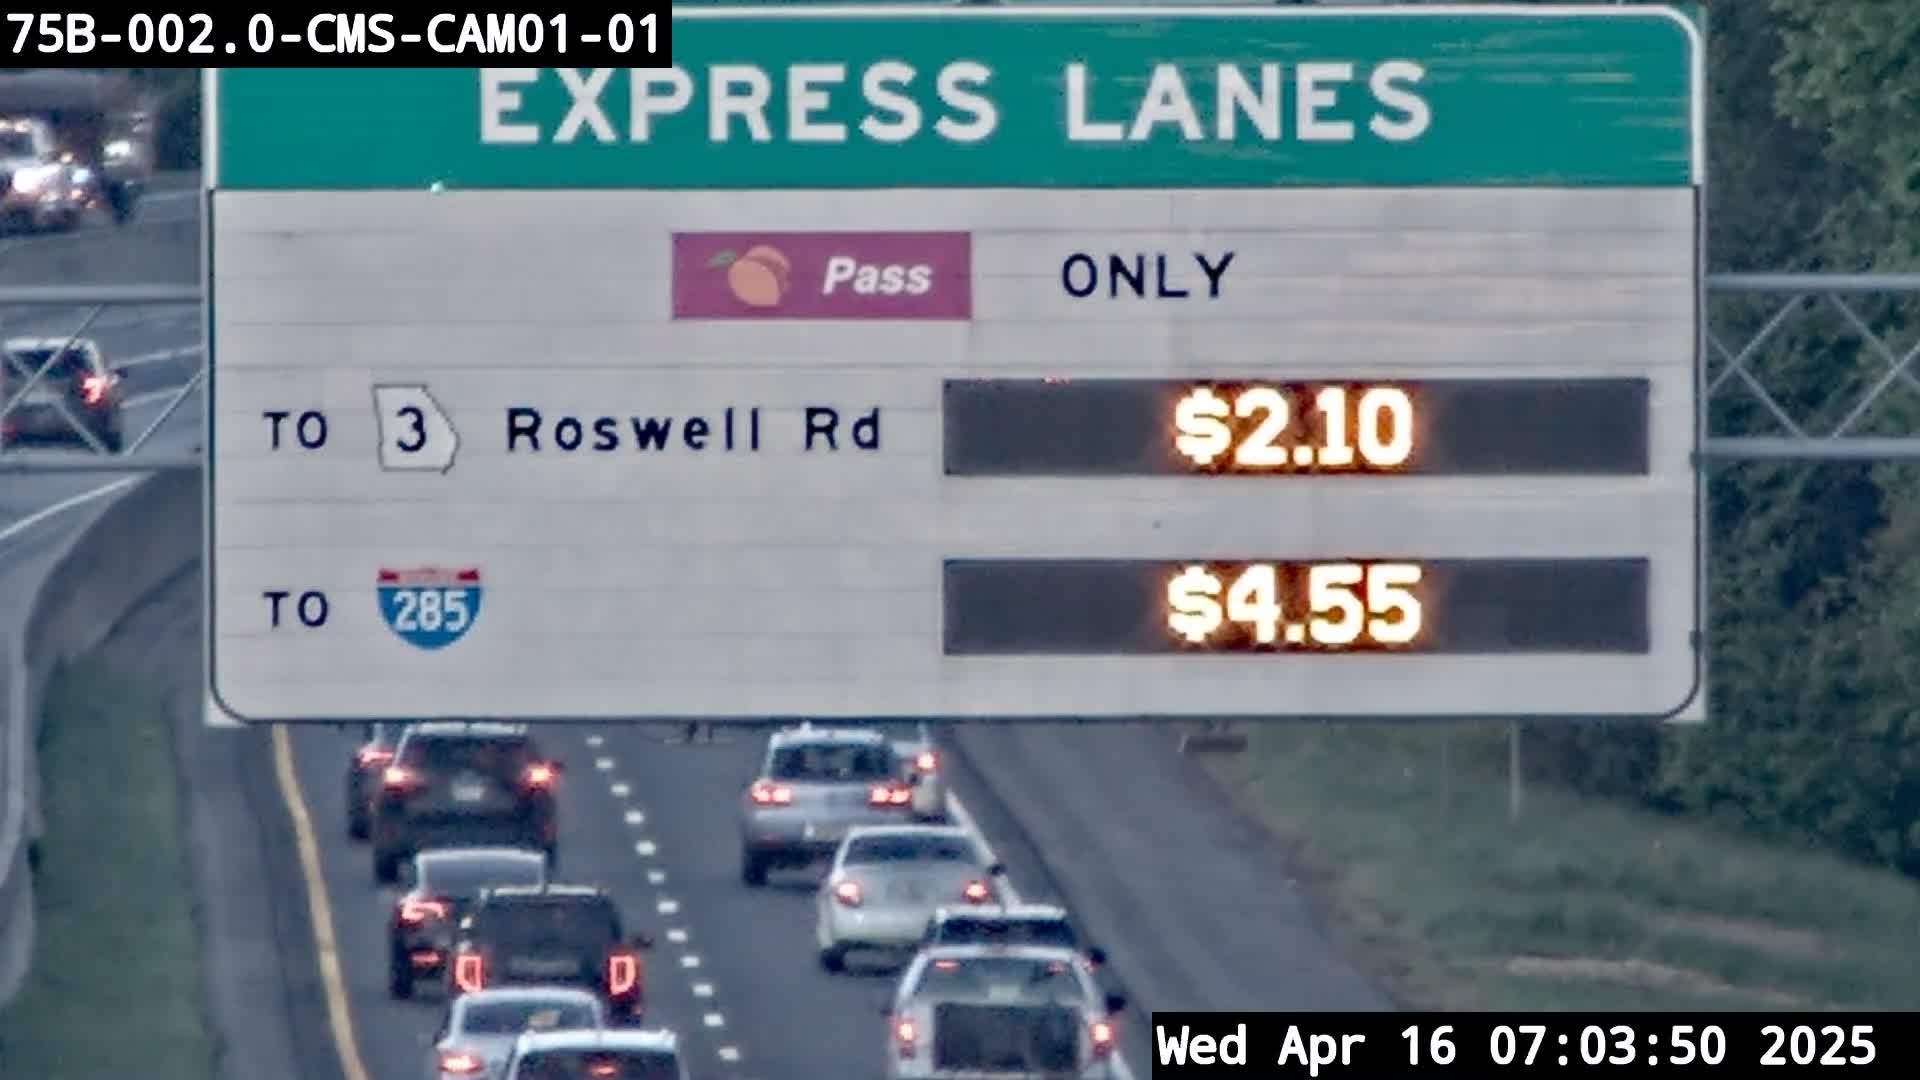 75B-002.0-CMS-CAM01-01
EXPRESS LANES
Pass ONLY
TO 3 Roswell Rd $2.10
TO 285 $4.55
Wed Apr 16 07:03:50 2025